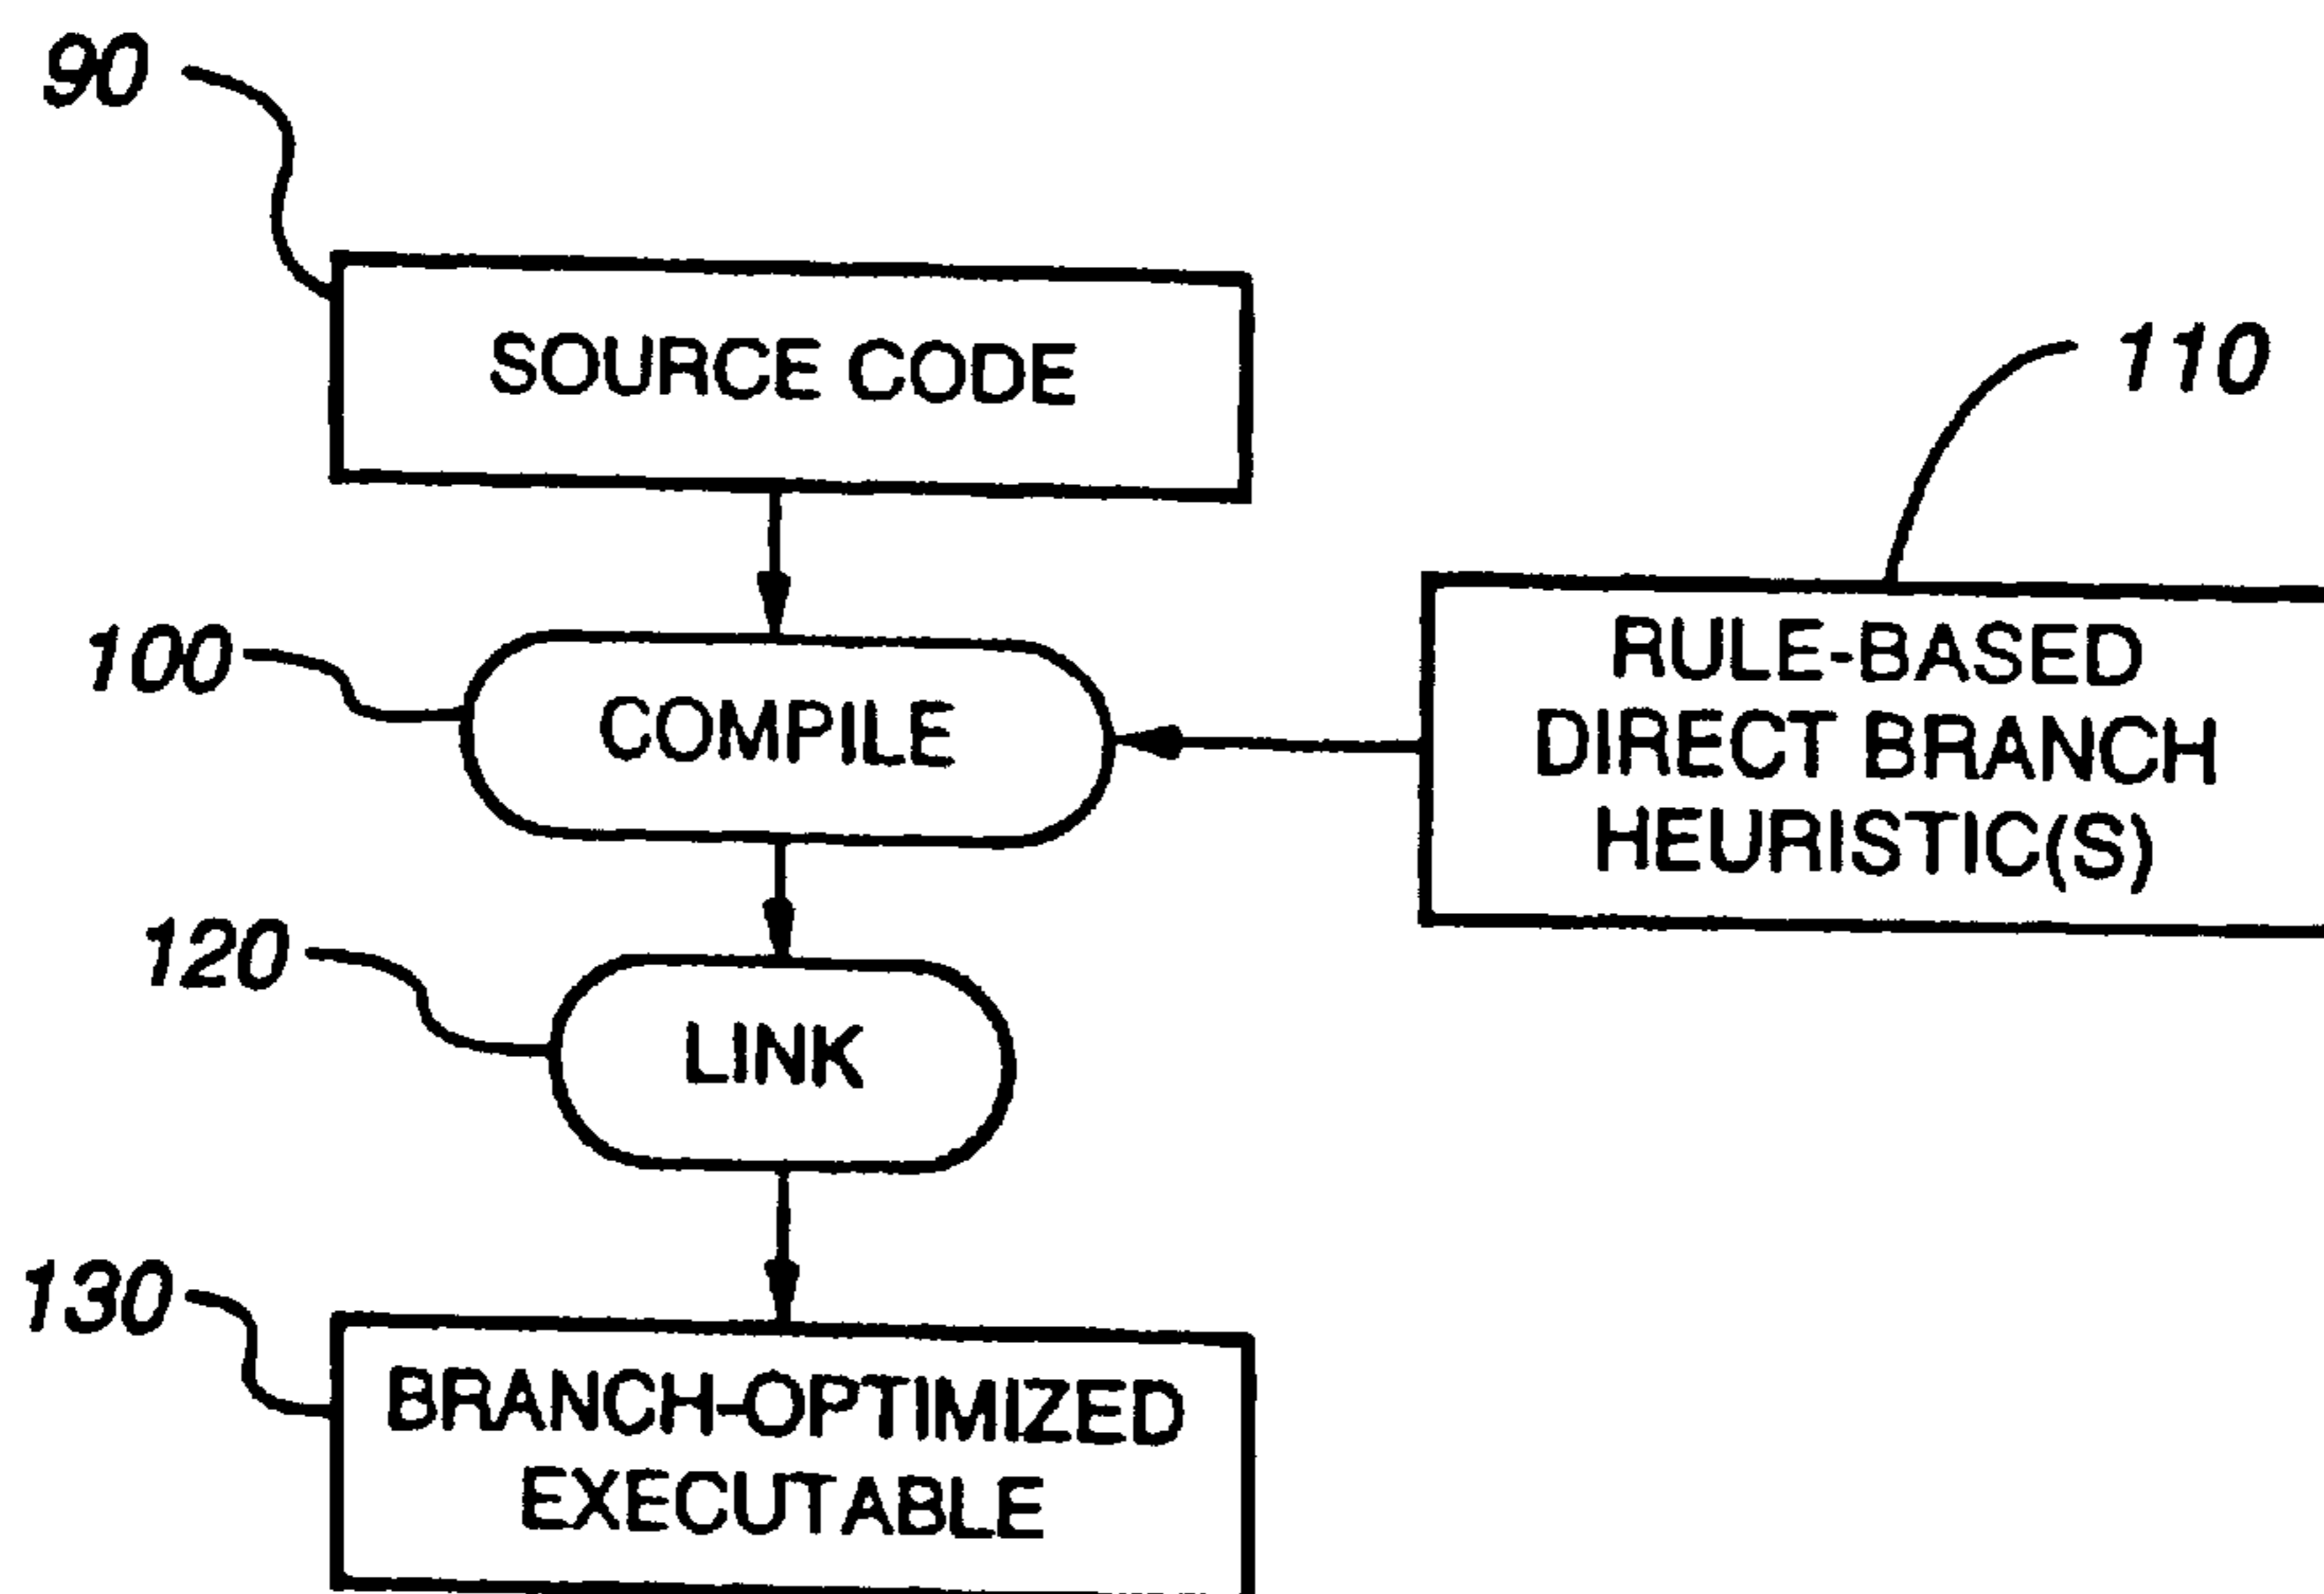 90
SOURCE CODE
110
100
COMPILE
RULE-BASED
DIRECT BRANCH
HEURISTIC(S)
120
LINK
130
BRANCH-OPTIMIZED
EXECUTABLE